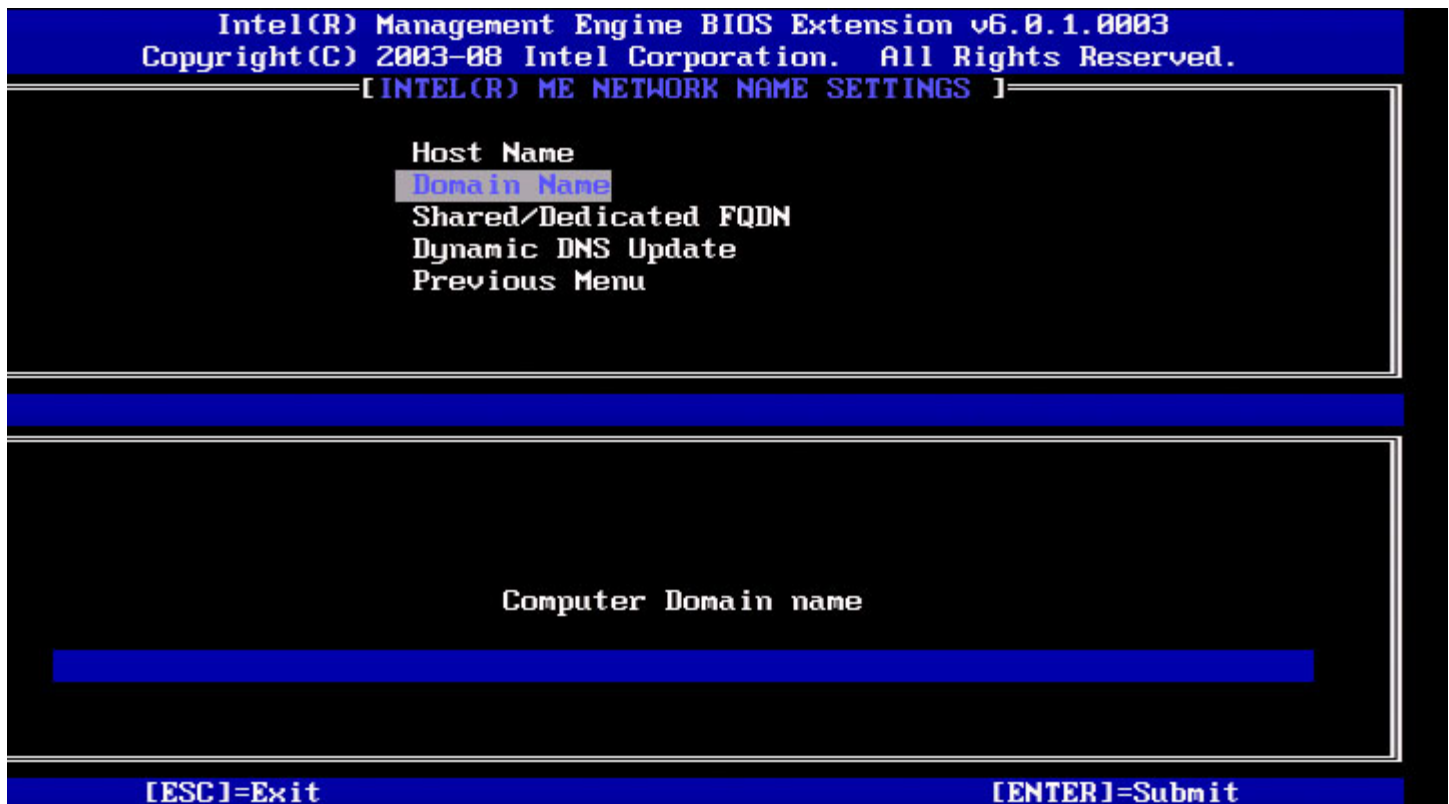 Intel(R) Management Engine BIOS Extension v6.0.1.0003
Copyright(C) 2003-08 Intel Corporation.  All Rights Reserved.
[INTEL(R) ME NETWORK NAME SETTINGS ]
Host Name
Domain Name
Shared/Dedicated FQDN
Dynamic DNS Update
Previous Menu
Computer Domain name
[ESC]=Exit [ENTER]=Submit